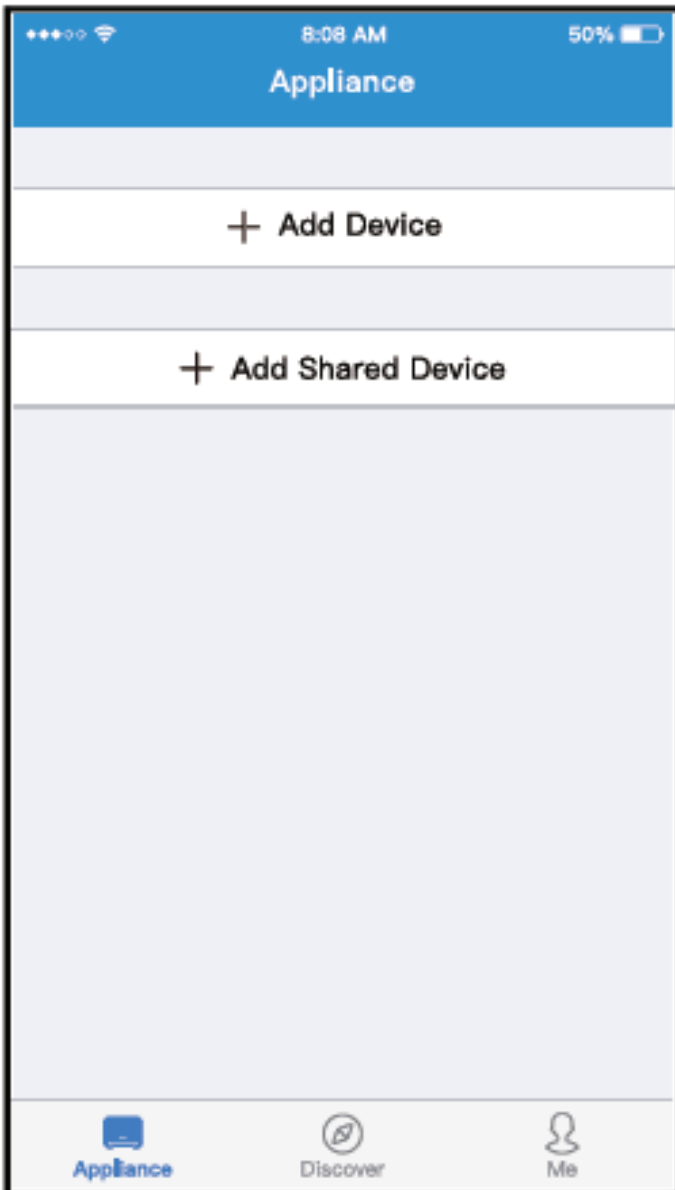 8:08 AM 50%
Appliance
+ Add Device
+ Add Shared Device
Appliance Discover Me